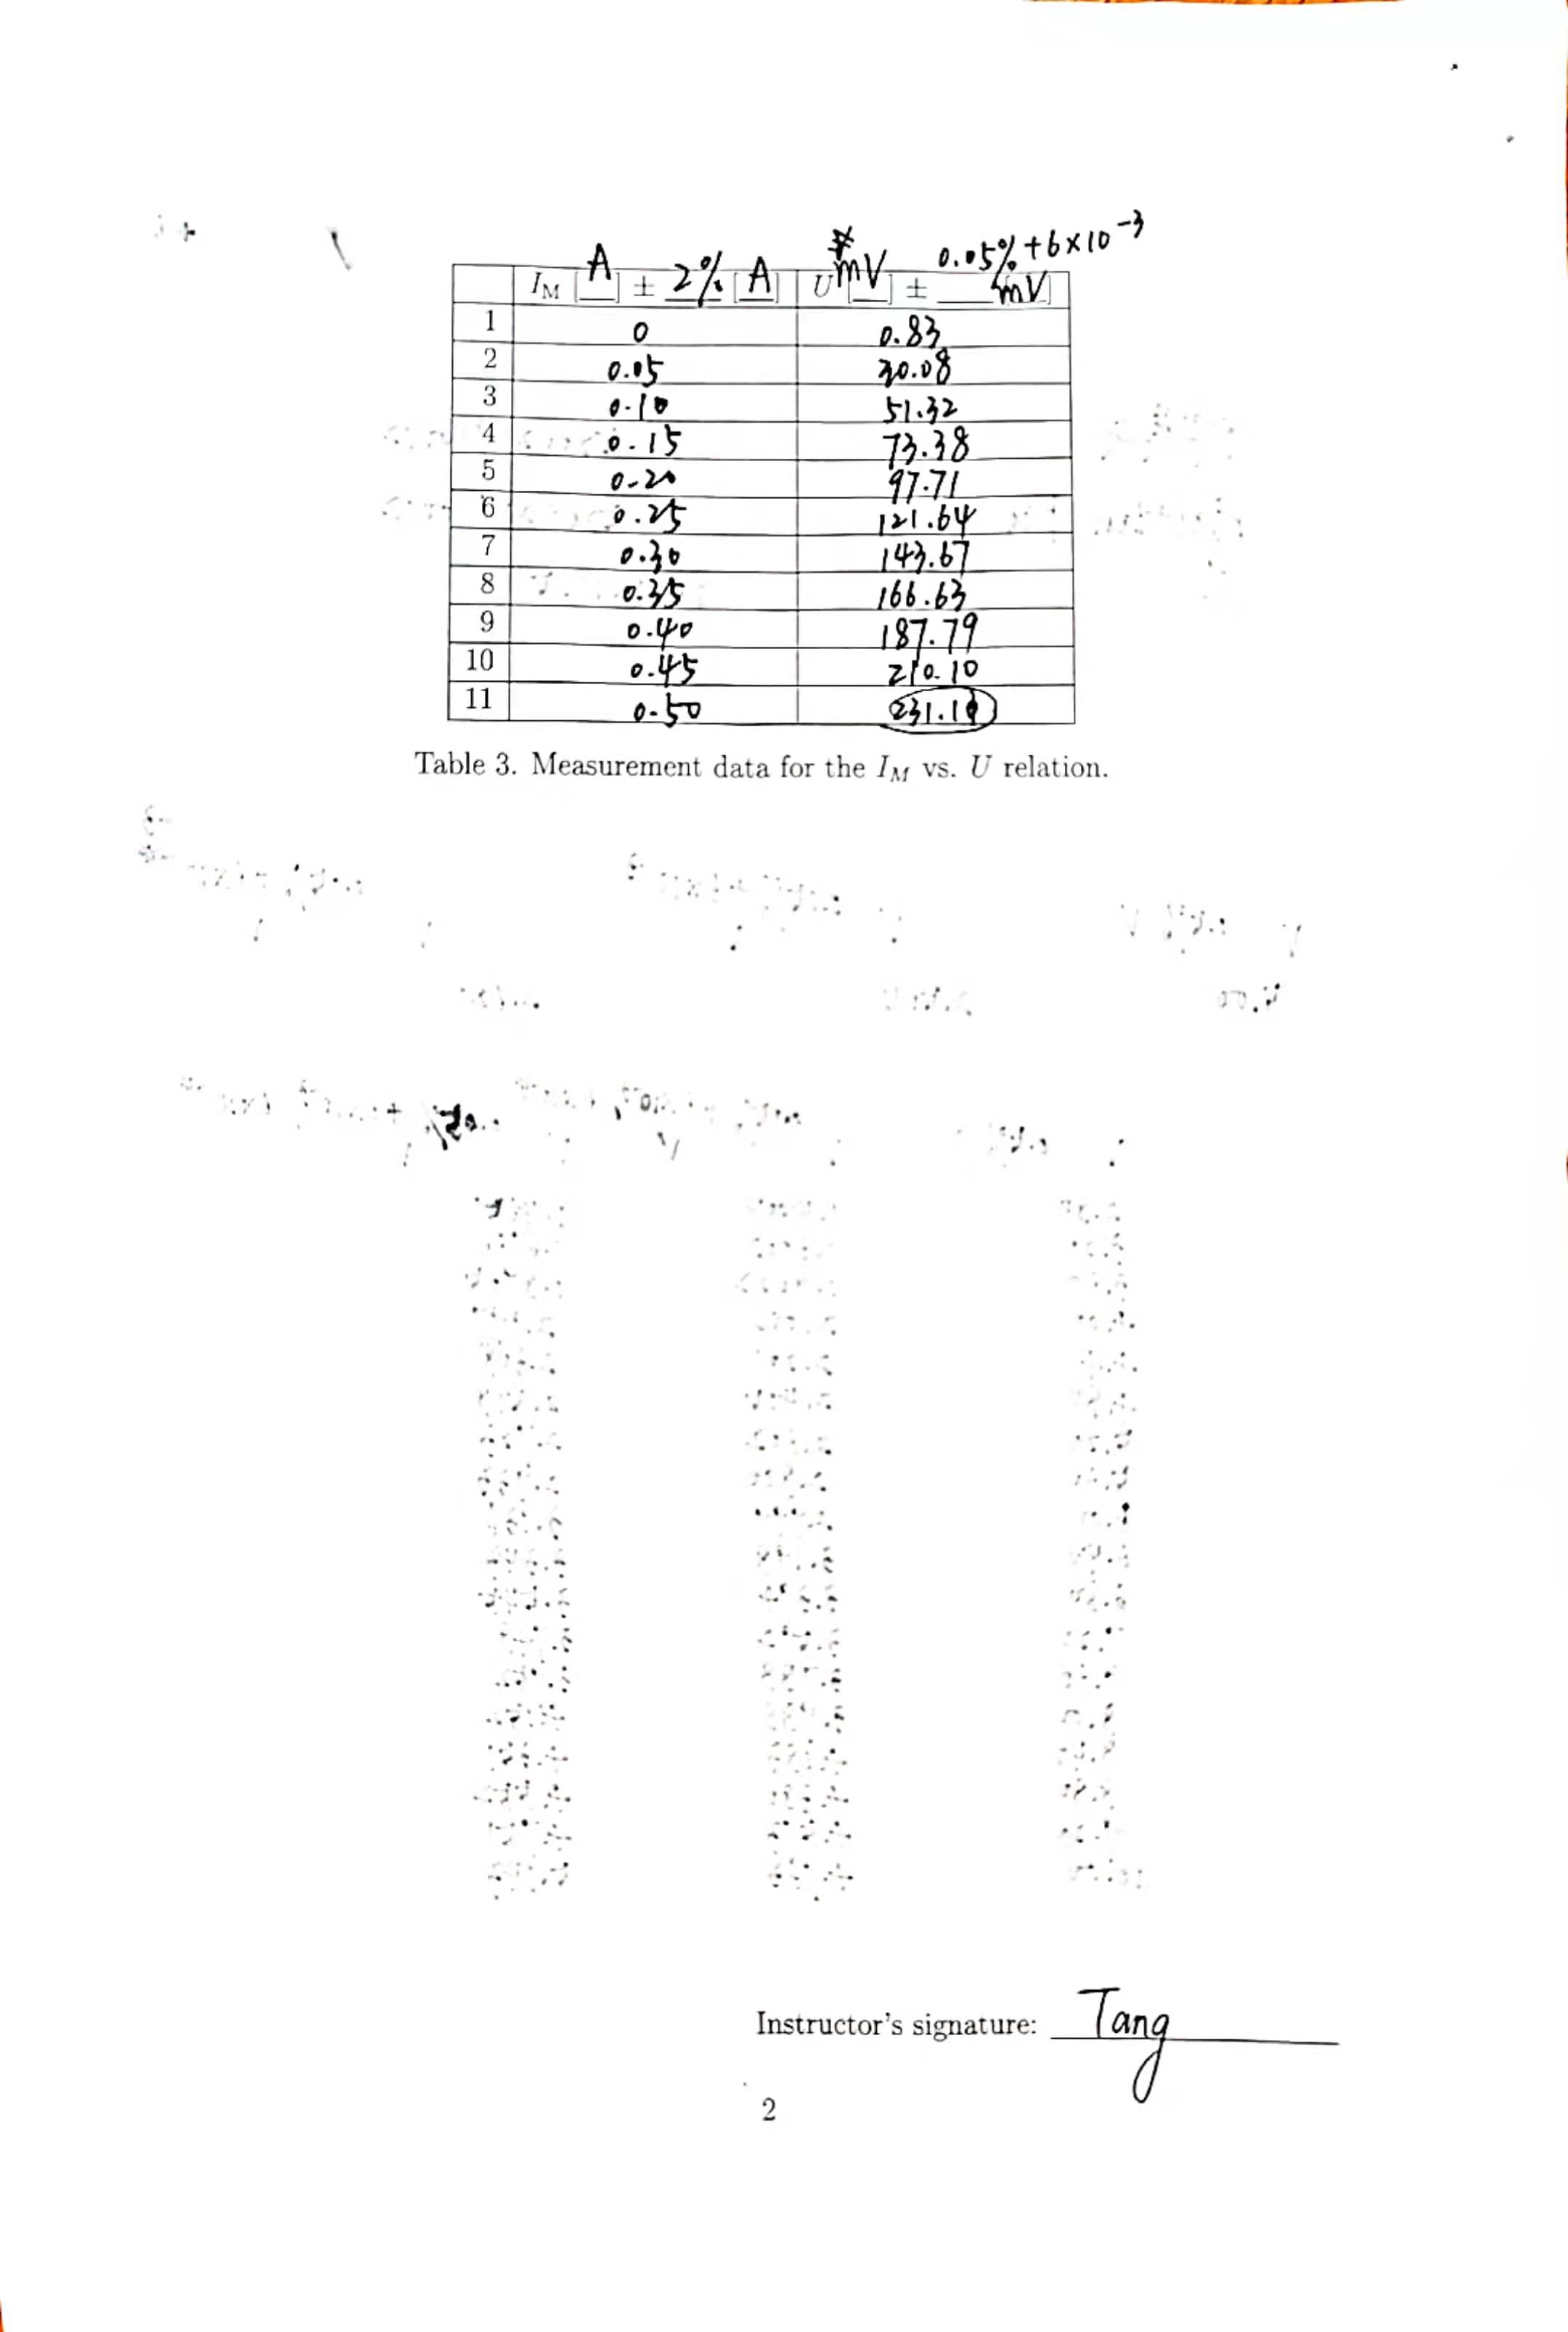 I_M [A] ± 2% [A] U [mV] ± 0.05%+6×10^-3 [mV]
1 0 0.83
2 0.05 30.08
3 0.10 51.32
4 0.15 73.38
5 0.20 97.71
6 0.25 121.64
7 0.30 143.67
8 0.35 166.63
9 0.40 187.79
10 0.45 210.10
11 0.50
Table 3. Measurement data for the I_M vs. U relation.
Instructor's signature: Tang
2